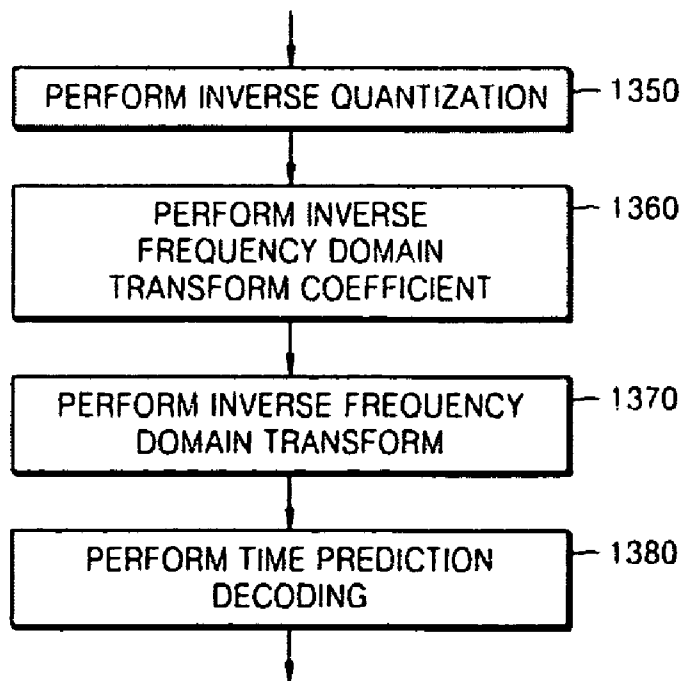 PERFORM INVERSE QUANTIZATION
1350
PERFORM INVERSE
FREQUENCY DOMAIN
TRANSFORM COEFFICIENT
1360
PERFORM INVERSE FREQUENCY
DOMAIN TRANSFORM
1370
PERFORM TIME PREDICTION
DECODING
1380